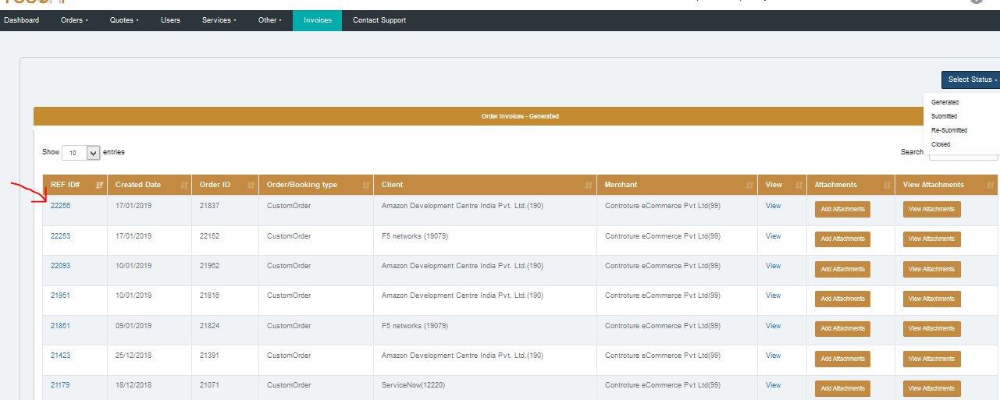 Dashboard Orders Quotes Users Services Other Invoices Contact Support
Select Status
Generated
Submitted
Re-Submitted
Closed
Order Invoices - Generated
Show 10 entries
Search
REF ID# Created Date Order ID Order/Booking type Client Merchant View Attachments View Attachments
22256 17/01/2019 21837 CustomOrder Amazon Development Centre India Pvt. Ltd.(190) Controture eCommerce Pvt Ltd(99) View Add Attachments View Attachments
22253 17/01/2019 22152 CustomOrder F5 networks (19079) Controture eCommerce Pvt Ltd(99) View Add Attachments View Attachments
22093 10/01/2019 21962 CustomOrder Amazon Development Centre India Pvt. Ltd.(190) Controture eCommerce Pvt Ltd(99) View Add Attachments View Attachments
21951 10/01/2019 21816 CustomOrder Amazon Development Centre India Pvt. Ltd.(190) Controture eCommerce Pvt Ltd(99) View Add Attachments View Attachments
21851 09/01/2019 21824 CustomOrder F5 networks (19079) Controture eCommerce Pvt Ltd(99) View Add Attachments View Attachments
21423 25/12/2018 21391 CustomOrder Amazon Development Centre India Pvt. Ltd.(190) Controture eCommerce Pvt Ltd(99) View Add Attachments View Attachments
21179 18/12/2018 21071 CustomOrder ServiceNow(12220) Controture eCommerce Pvt Ltd(99) View Add Attachments View Attachments